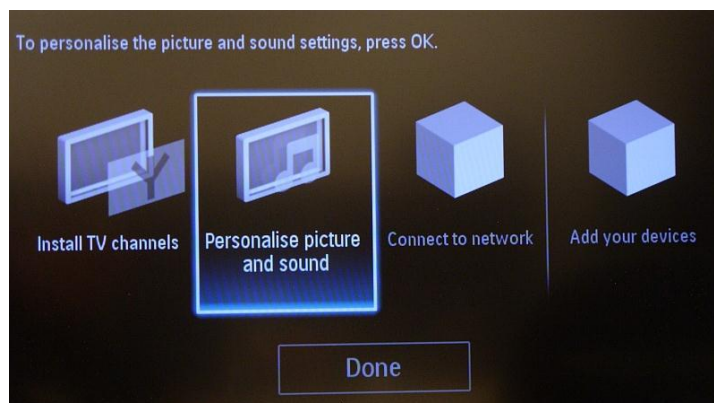 To personalise the picture and sound settings, press OK.
Install TV channels
Personalise picture
and sound
Connect to network
Add your devices
Done